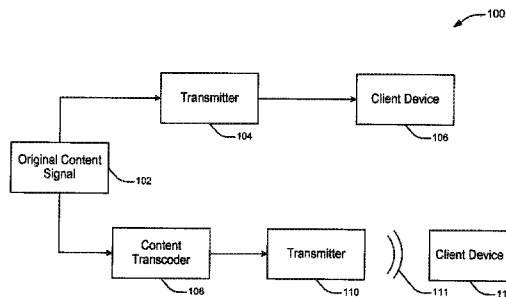 100
Transmitter
104
Client Device
106
Original Content
Signal
102
Content
Transcoder
108
Transmitter
110
111
Client Device